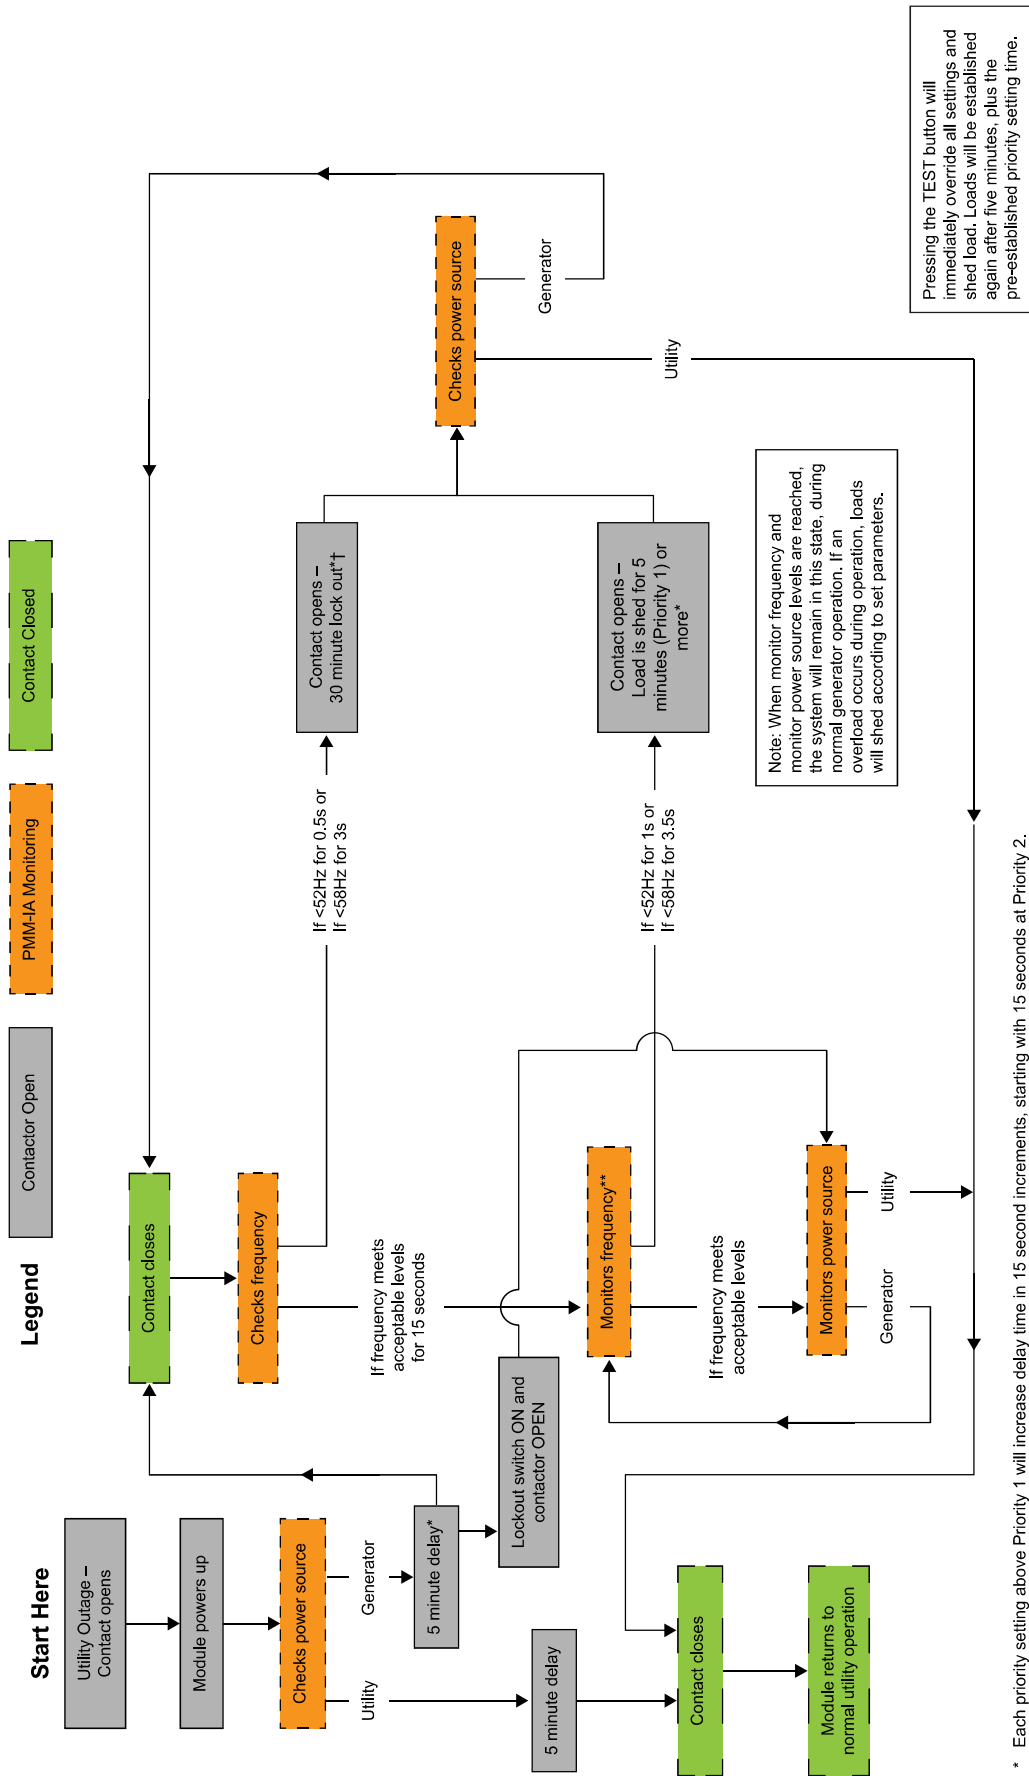 Start Here
Legend
Contactor Open
PMM-IA Monitoring
Contact Closed
Utility Outage –
Contact opens
Module powers up
Checks power source
Utility
Generator
5 minute delay
5 minute delay*
Lockout switch ON and
contactor OPEN
Contact closes
Module returns to
normal utility operation
Contact closes
Checks frequency
If frequency meets
acceptable levels
for 15 seconds
Monitors frequency**
If frequency meets
acceptable levels
Monitors power source
Generator
Utility
If <52Hz for 0.5s or
If <58Hz for 3s
If <52Hz for 1s or
If <58Hz for 3.5s
Contact opens –
30 minute lock out*†
Contact opens –
Load is shed for 5
minutes (Priority 1) or
more*
Checks power source
Utility
Generator
Note: When monitor frequency and
monitor power source levels are reached,
the system will remain in this state, during
normal generator operation. If an
overload occurs during operation, loads
will shed according to set parameters.
Pressing the TEST button will
immediately override all settings and
shed load. Loads will be established
again after five minutes, plus the
pre-established priority setting time.
* Each priority setting above Priority 1 will increase delay time in 15 second increments, starting with 15 seconds at Priority 2.